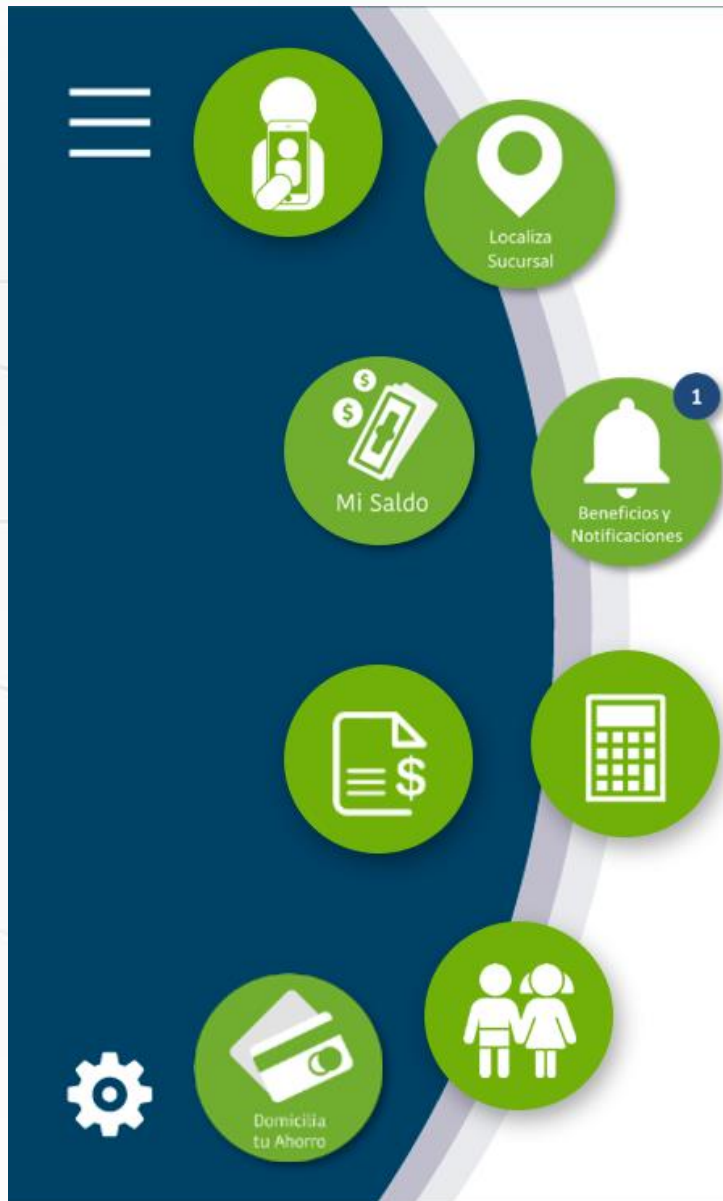 Localiza
Sucursal
$
$
Mi Saldo
1
Beneficios y
Notificaciones
$
Domicilia
tu Ahorro